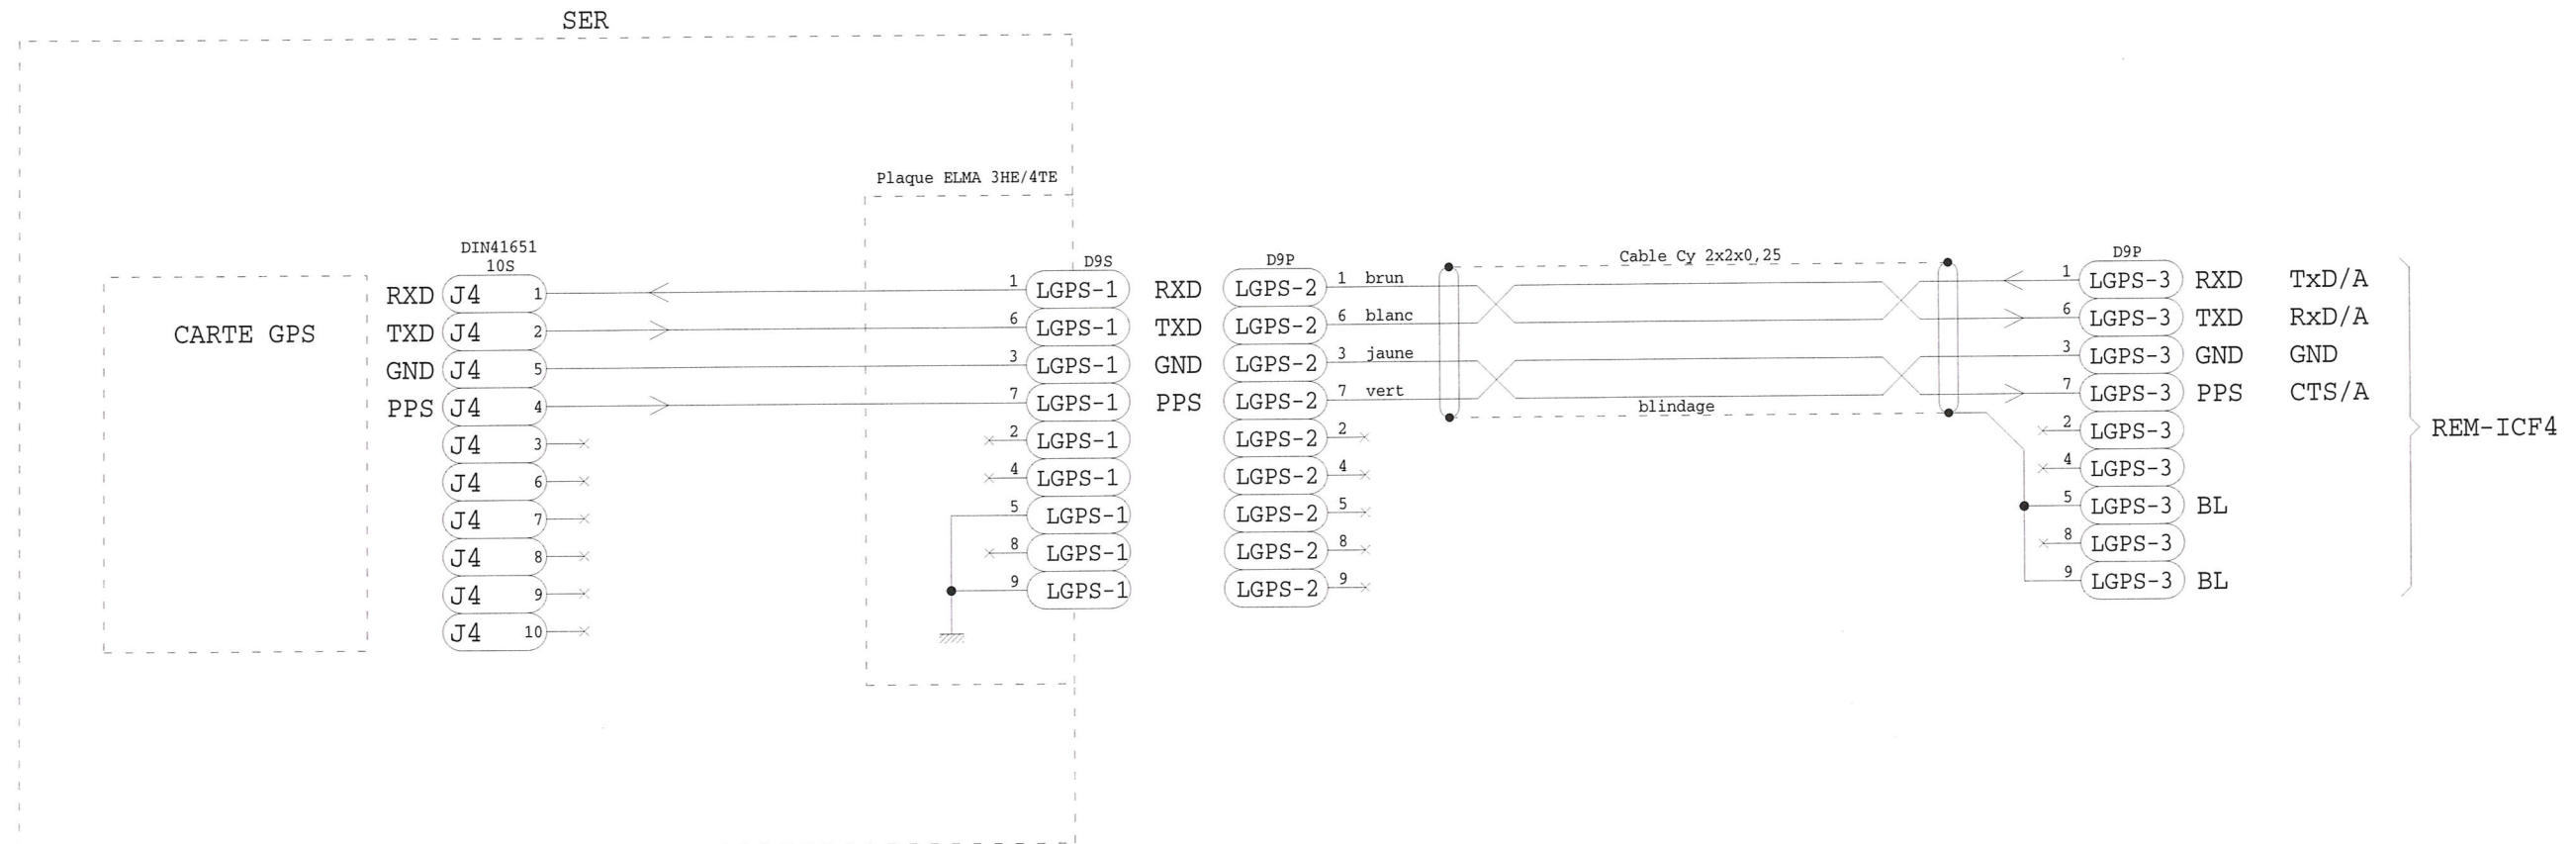 SER
Plaque ELMA 3HE/4TE
DIN41651
10S
D9S
D9P
Cable Cy 2x2x0,25
D9P
CARTE GPS
RXD J4 1 1 LGPS-1 RXD LGPS-2 1 brun 1 LGPS-3 RXD TxD/A
TXD J4 2 6 LGPS-1 TXD LGPS-2 6 blanc 6 LGPS-3 TXD RxD/A
GND J4 5 3 LGPS-1 GND LGPS-2 3 jaune 3 LGPS-3 GND GND
PPS J4 4 7 LGPS-1 PPS LGPS-2 7 vert 7 LGPS-3 PPS CTS/A
blindage
J4 3 2 LGPS-1 LGPS-2 2 2 LGPS-3
REM-ICF4
J4 6 4 LGPS-1 LGPS-2 4 4 LGPS-3
J4 7 5 LGPS-1 LGPS-2 5 5 LGPS-3 BL
J4 8 8 LGPS-1 LGPS-2 8 8 LGPS-3
J4 9 9 LGPS-1 LGPS-2 9 9 LGPS-3 BL
J4 10